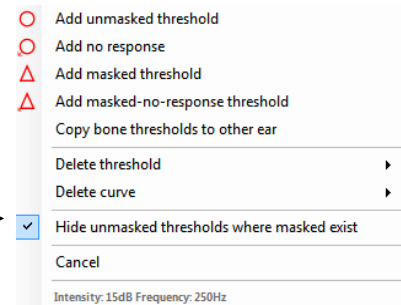 Add unmasked threshold
Add no response
Add masked threshold
Add masked-no-response threshold
Copy bone thresholds to other ear
Delete threshold
Delete curve
Hide unmasked thresholds where masked exist
Cancel
Intensity: 15dB Frequency: 250Hz